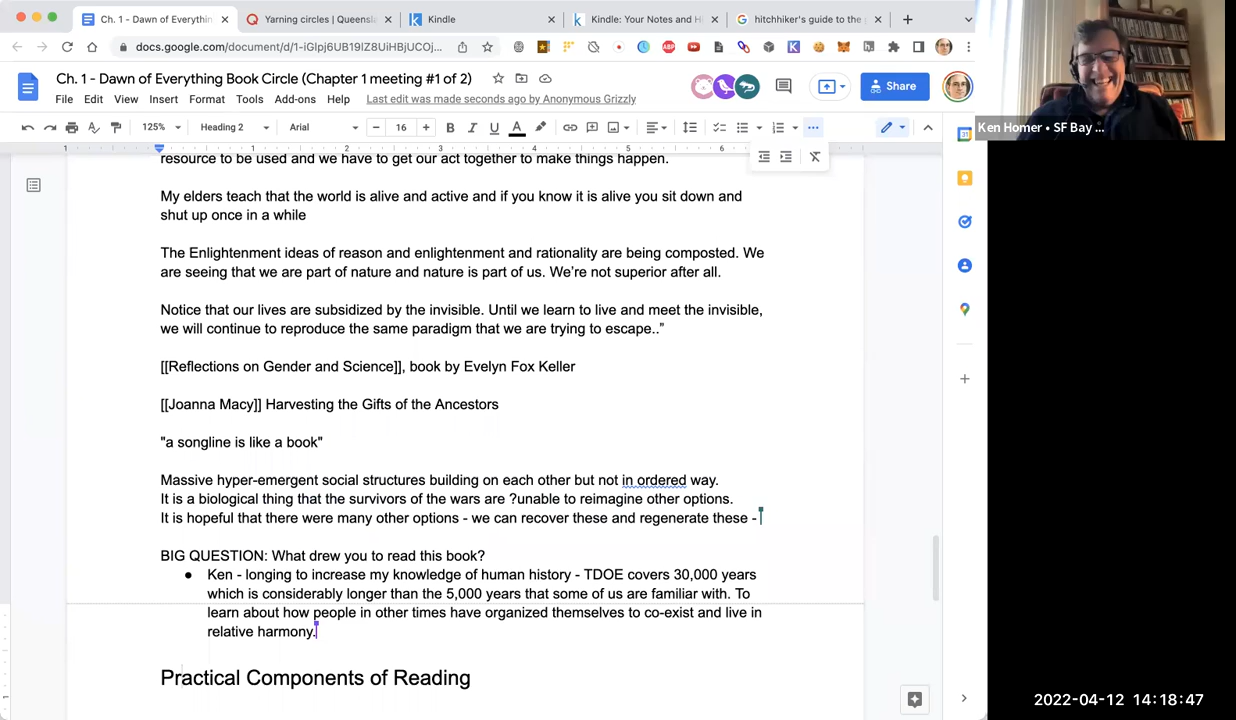 Ch. 1 - Dawn of Everythin
Yarning circles | Queensla
Kindle
Kindle: Your Notes and H
hitchhiker's guide to the
docs.google.com/document/d/1-iGlpj6UB19IZ8UiHBjUCOj...
Ch. 1 - Dawn of Everything Book Circle (Chapter 1 meeting #1 of 2)
Share
File Edit View Insert Format Tools Add-ons Help Last edit was made seconds ago by Anonymous Grizzly
Ken Homer • SF Bay ...
125% Heading 2 Arial 16 B I U A
1 1 2 3 4 5 6
resource to be used and we have to get our act together to make things happen.
My elders teach that the world is alive and active and if you know it is alive you sit down and
shut up once in a while
The Enlightenment ideas of reason and enlightenment and rationality are being composted. We
are seeing that we are part of nature and nature is part of us. We're not superior after all.
Notice that our lives are subsidized by the invisible. Until we learn to live and meet the invisible,
we will continue to reproduce the same paradigm that we are trying to escape.."
[[Reflections on Gender and Science]], book by Evelyn Fox Keller
[[Joanna Macy]] Harvesting the Gifts of the Ancestors
"a songline is like a book"
Massive hyper-emergent social structures building on each other but not in ordered way.
It is a biological thing that the survivors of the wars are ?unable to reimagine other options.
It is hopeful that there were many other options - we can recover these and regenerate these -
BIG QUESTION: What drew you to read this book?
● Ken - longing to increase my knowledge of human history - TDOE covers 30,000 years
which is considerably longer than the 5,000 years that some of us are familiar with. To
learn about how people in other times have organized themselves to co-exist and live in
relative harmony.
Practical Components of Reading
2022-04-12 14:18:47